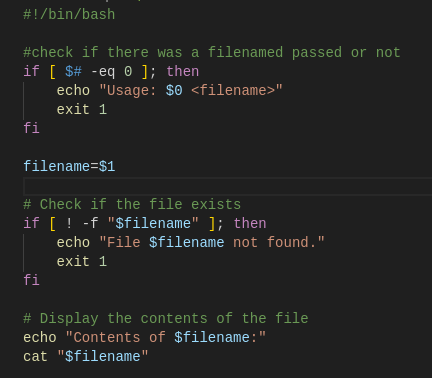 #!/bin/bash
#check if there was a filenamed passed or not
if [ $# -eq 0 ]; then
    echo "Usage: $0 <filename>"
    exit 1
fi
filename=$1
# Check if the file exists
if [ ! -f "$filename" ]; then
    echo "File $filename not found."
    exit 1
fi
# Display the contents of the file
echo "Contents of $filename:"
cat "$filename"